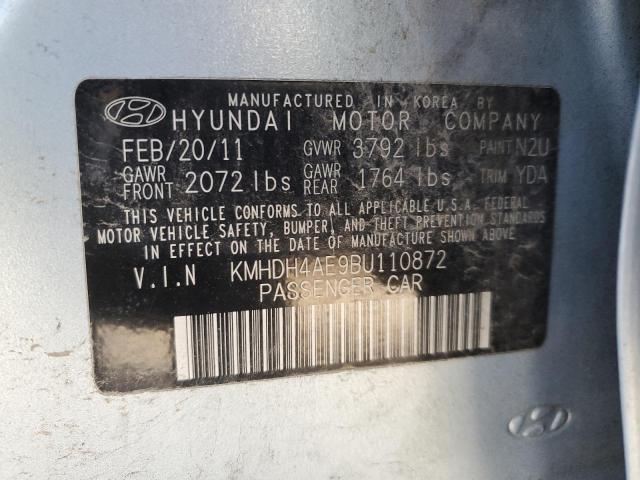 MANUFACTURED IN KOREA BY
HYUNDAI MOTOR COMPANY
FEB/20/11 GVWR 3792 lbs PAINT N2U
GAWR FRONT 2072 lbs GAWR REAR 1764 lbs TRIM YDA
THIS VEHICLE CONFORMS TO ALL APPLICABLE U.S.A. FEDERAL
MOTOR VEHICLE SAFETY, BUMPER, AND THEFT PREVENTION STANDARDS
IN EFFECT ON THE DATE OF MANUFACTURE SHOWN ABOVE.
V.I.N KMHDH4AE9BU110872
PASSENGER CAR